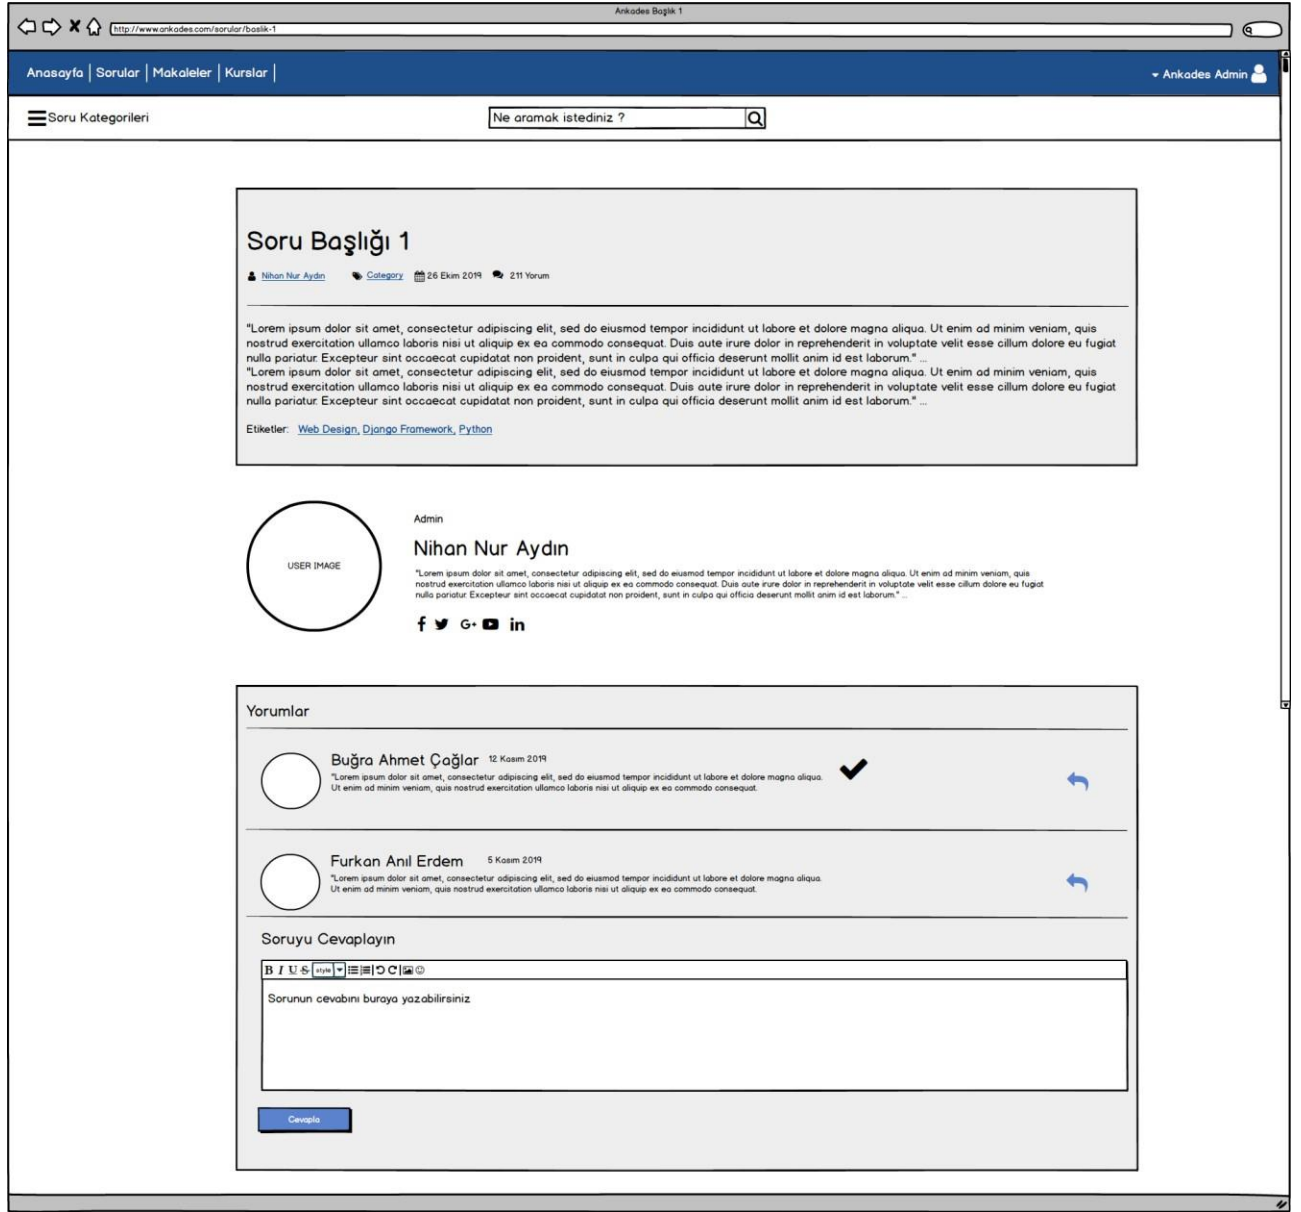 Ankades Başlık 1
http://www.ankades.com/sorular/baslik-1
Anasayfa | Sorular | Makaleler | Kurslar |
Ankades Admin
Soru Kategorileri
Ne aramak istediniz ?
Soru Başlığı 1
Nihan Nur Aydın Category 26 Ekim 2019 211 Yorum
"Lorem ipsum dolor sit amet, consectetur adipiscing elit, sed do eiusmod tempor incididunt ut labore et dolore magna aliqua. Ut enim ad minim veniam, quis
nostrud exercitation ullamco laboris nisi ut aliquip ex ea commodo consequat. Duis aute irure dolor in reprehenderit in voluptate velit esse cillum dolore eu fugiat
nulla pariatur. Excepteur sint occaecat cupidatat non proident, sunt in culpa qui officia deserunt mollit anim id est laborum." ...
"Lorem ipsum dolor sit amet, consectetur adipiscing elit, sed do eiusmod tempor incididunt ut labore et dolore magna aliqua. Ut enim ad minim veniam, quis
nostrud exercitation ullamco laboris nisi ut aliquip ex ea commodo consequat. Duis aute irure dolor in reprehenderit in voluptate velit esse cillum dolore eu fugiat
nulla pariatur. Excepteur sint occaecat cupidatat non proident, sunt in culpa qui officia deserunt mollit anim id est laborum." ...
Etiketler: Web Design, Django Framework, Python
USER IMAGE
Admin
Nihan Nur Aydın
"Lorem ipsum dolor sit amet, consectetur adipiscing elit, sed do eiusmod tempor incididunt ut labore et dolore magna aliqua. Ut enim ad minim veniam, quis
nostrud exercitation ullamco laboris nisi ut aliquip ex ea commodo consequat. Duis aute irure dolor in reprehenderit in voluptate velit esse cillum dolore eu fugiat
nulla pariatur. Excepteur sint occaecat cupidatat non proident, sunt in culpa qui officia deserunt mollit anim id est laborum." ...
Yorumlar
Buğra Ahmet Çağlar 12 Kasım 2019
"Lorem ipsum dolor sit amet, consectetur adipiscing elit, sed do eiusmod tempor incididunt ut labore et dolore magna aliqua.
Ut enim ad minim veniam, quis nostrud exercitation ullamco laboris nisi ut aliquip ex ea commodo consequat.
Furkan Anıl Erdem 5 Kasım 2019
"Lorem ipsum dolor sit amet, consectetur adipiscing elit, sed do eiusmod tempor incididunt ut labore et dolore magna aliqua.
Ut enim ad minim veniam, quis nostrud exercitation ullamco laboris nisi ut aliquip ex ea commodo consequat.
Soruyu Cevaplayın
B I U S style
Sorunun cevabını buraya yazabilirsiniz
Cevapla